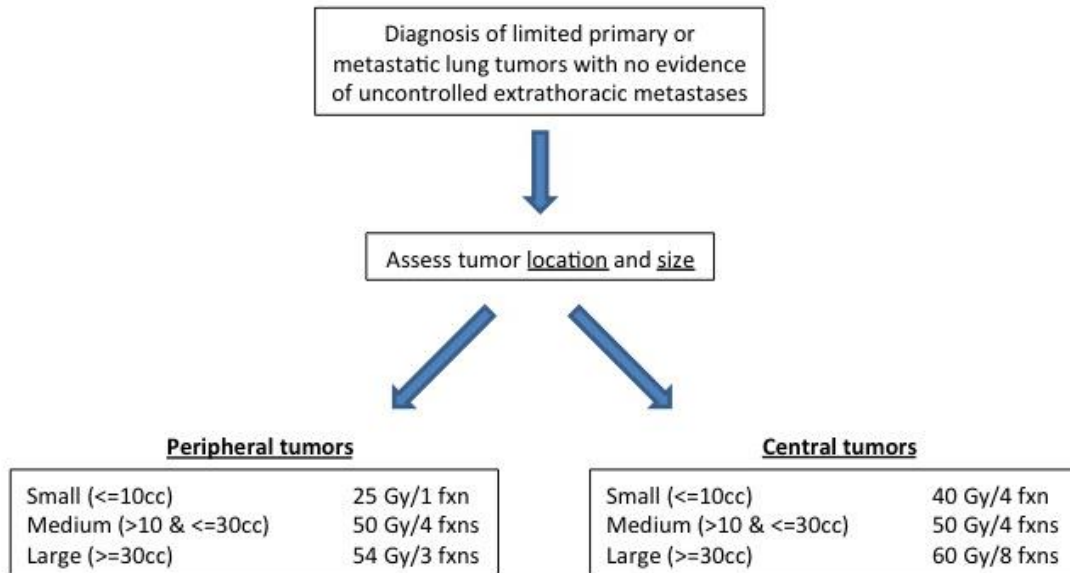 Diagnosis of limited primary or
metastatic lung tumors with no evidence
of uncontrolled extrathoracic metastases
Assess tumor location and size
Peripheral tumors
Small (<=10cc) 25 Gy/1 fxn
Medium (>10 & <=30cc) 50 Gy/4 fxns
Large (>=30cc) 54 Gy/3 fxns
Central tumors
Small (<=10cc) 40 Gy/4 fxn
Medium (>10 & <=30cc) 50 Gy/4 fxns
Large (>=30cc) 60 Gy/8 fxns